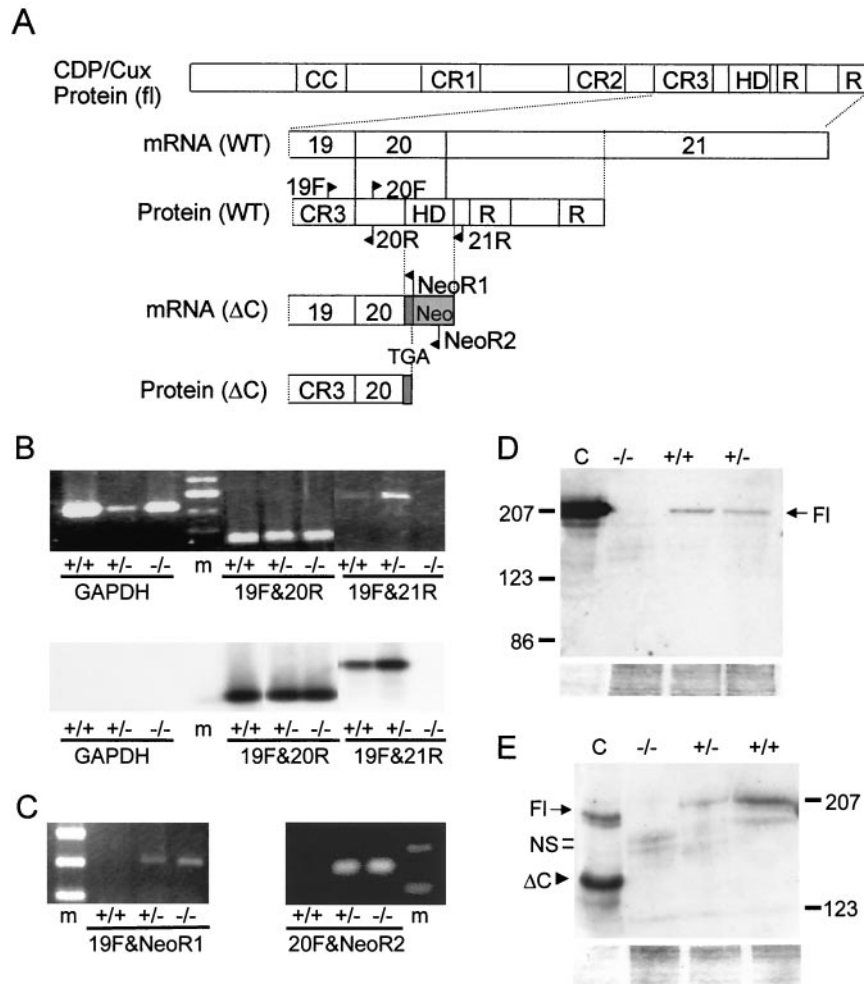 A
CDP/Cux
Protein (fl)
CC CR1 CR2 CR3 HD R R
mRNA (WT)
19 20 21
19F 20F
Protein (WT)
CR3 HD R R
20R 21R
NeoR1
mRNA (ΔC)
19 20 Neo
NeoR2
TGA
Protein (ΔC)
CR3 20
B
+/+ +/- -/- m +/+ +/- -/- +/+ +/- -/-
GAPDH 19F&20R 19F&21R
+/+ +/- -/- m +/+ +/- -/- +/+ +/- -/-
GAPDH 19F&20R 19F&21R
C
m +/+ +/- -/-
19F&NeoR1
+/+ +/- -/- m
20F&NeoR2
D
C -/- +/+ +/-
207
Fl
123
86
E
C -/- +/- +/+
Fl
207
NS
ΔC
123